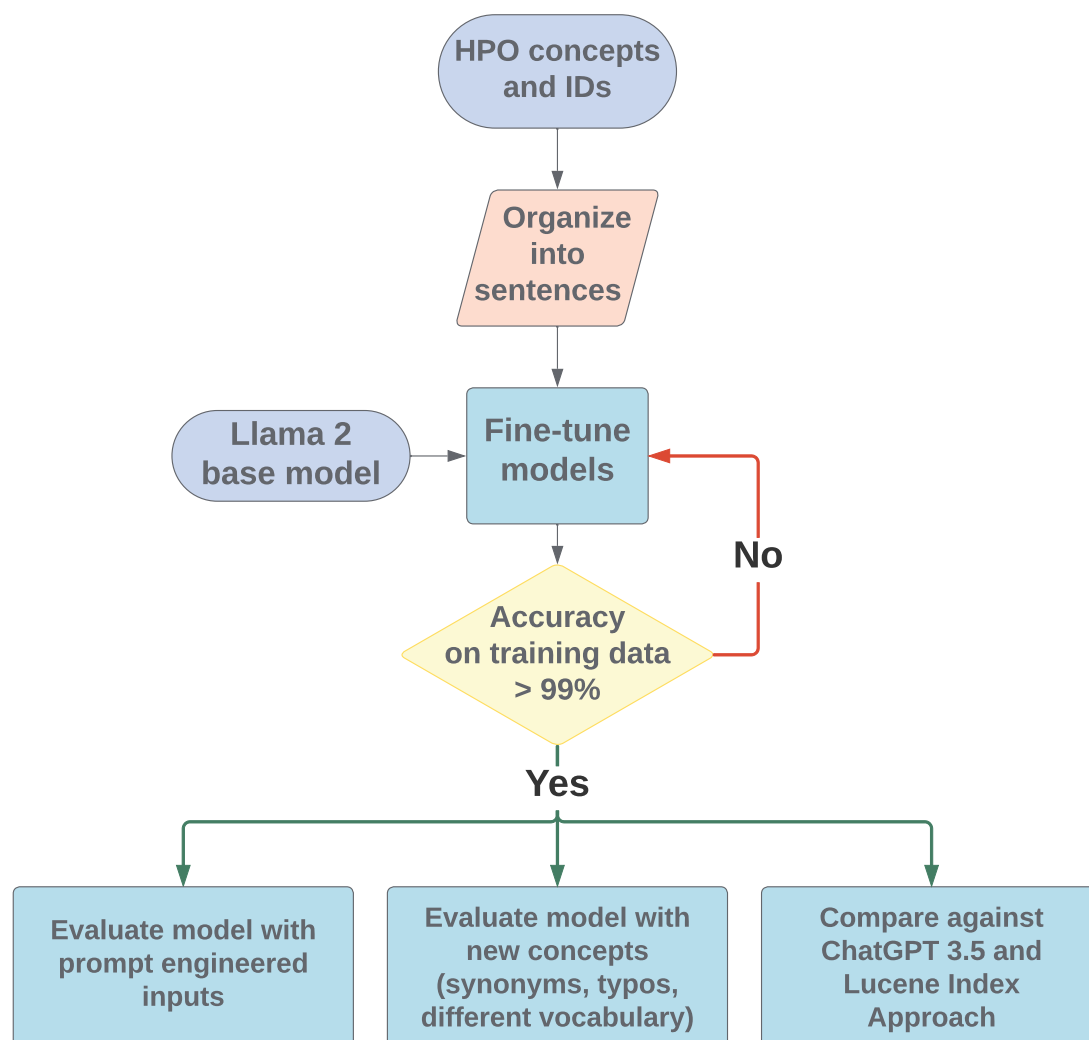 HPO concepts
and IDs
Organize
into
sentences
Llama 2
base model
Fine-tune
models
No
Accuracy
on training data
> 99%
Yes
Evaluate model with
prompt engineered
inputs
Evaluate model with
new concepts
(synonyms, typos,
different vocabulary)
Compare against
ChatGPT 3.5 and
Lucene Index
Approach